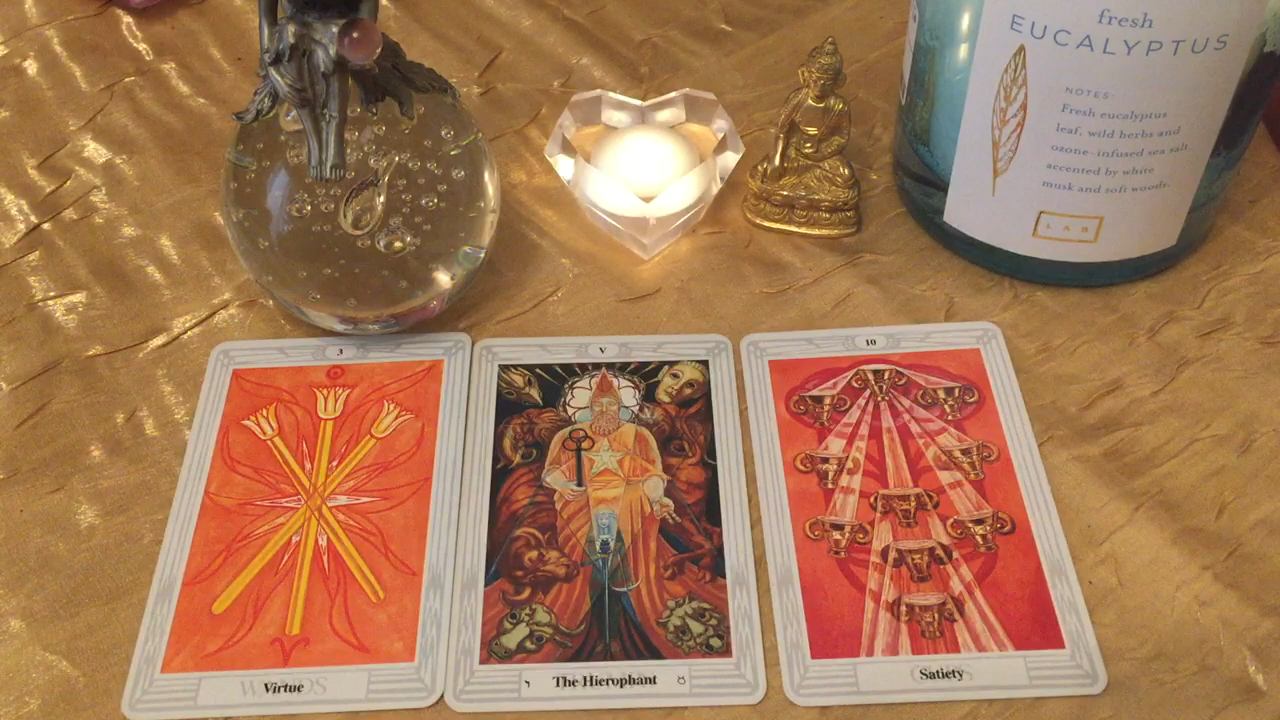 fresh
EUCALYPTUS
NOTES:
Fresh eucalyptus
leaf, wild herbs and
ozone-infused sea salt
accented by white
musk and soft woods.
LAB
3
V
10
WANDS
Virtue
The Hierophant
Satiety